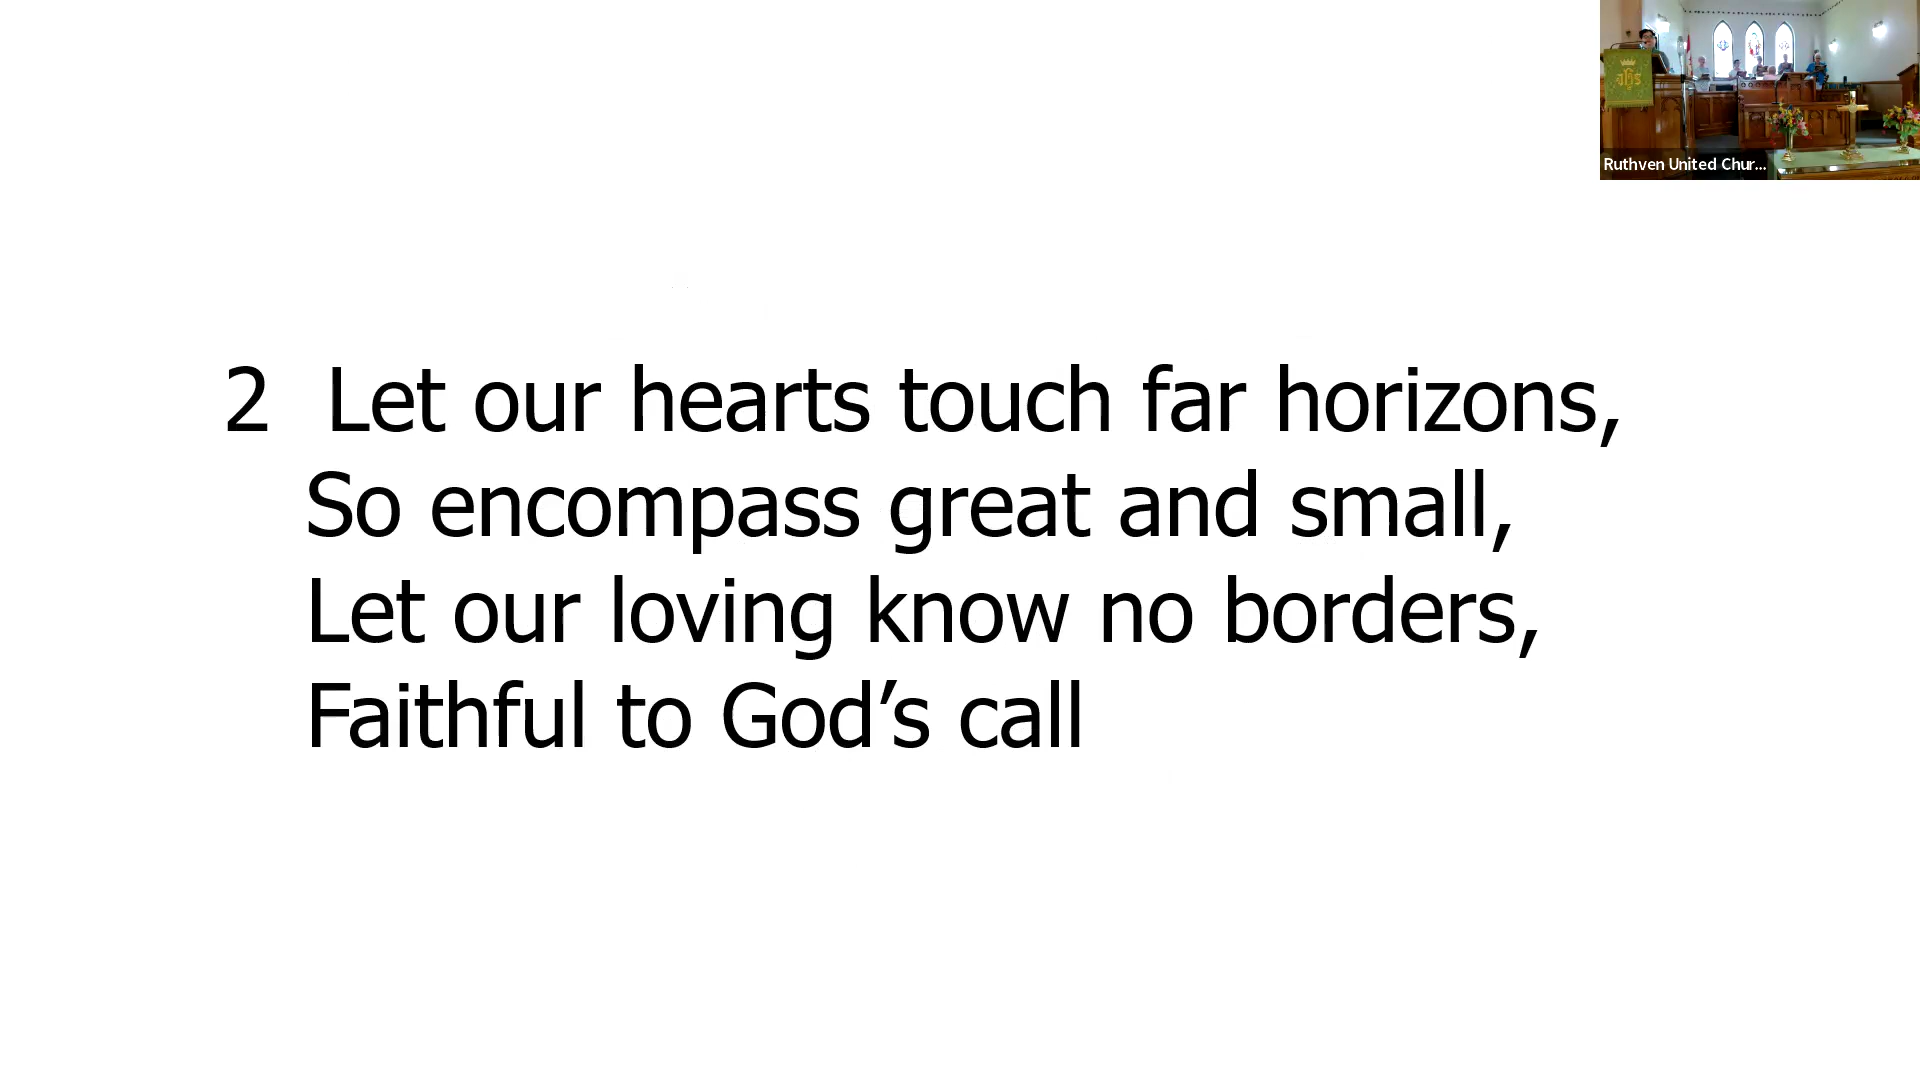 2 Let our hearts touch far horizons,
So encompass great and small,
Let our loving know no borders,
Faithful to God’s call
Ruthven United Chur...
IHS